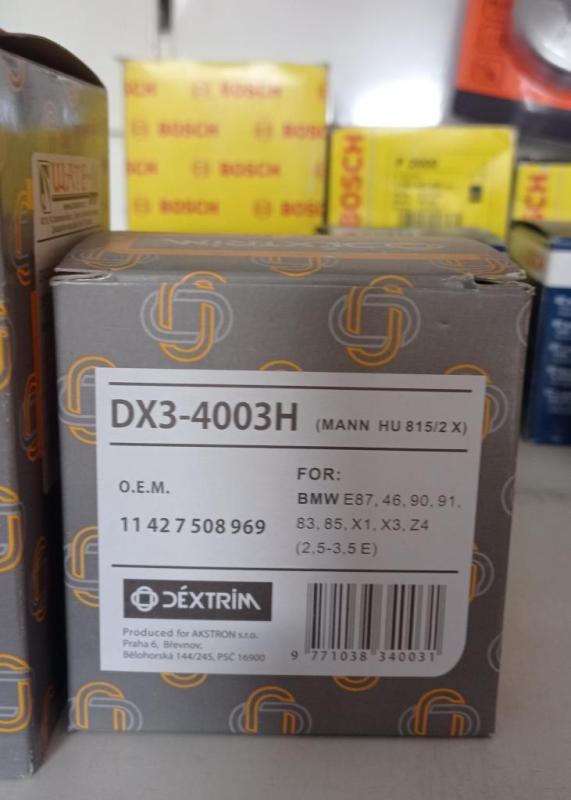 BOSCH
BOSCH
BOSCH
BOSCH
BOSCH
BOSCH
DÉXTRIM
DX3-4003H (MANN HU 815/2 X)
O.E.M.
11 42 7 508 969
FOR:
BMW E87, 46, 90, 91,
83, 85, X1, X3, Z4
(2,5-3,5 E)
DÉXTRIM
Produced for AKSTRON s.r.o.
Praha 6, Břevnov,
Bělohorská 144/245, PSČ 16900
9 771038 340031